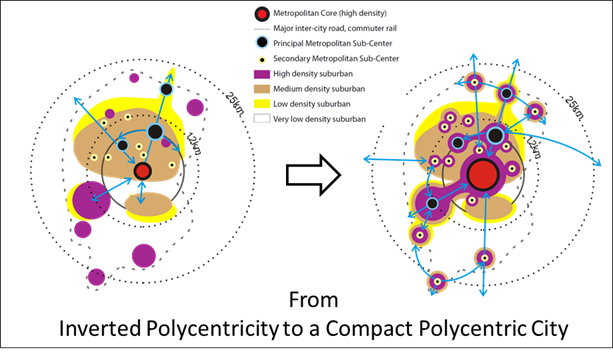 Metropolitan Core (high density)
Major inter-city road, commuter rail
Principal Metropolitan Sub-Center
Secondary Metropolitan Sub-Center
High density suburban
Medium density suburban
Low density suburban
Very low density suburban
25km.
12km.
25km.
12km.
From
Inverted Polycentricity to a Compact Polycentric City